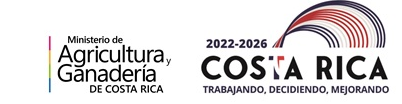 Ministerio de
Agricultura y
Ganadería
DE COSTA RICA
2022-2026
COSTA RICA
TRABAJANDO, DECIDIENDO, MEJORANDO